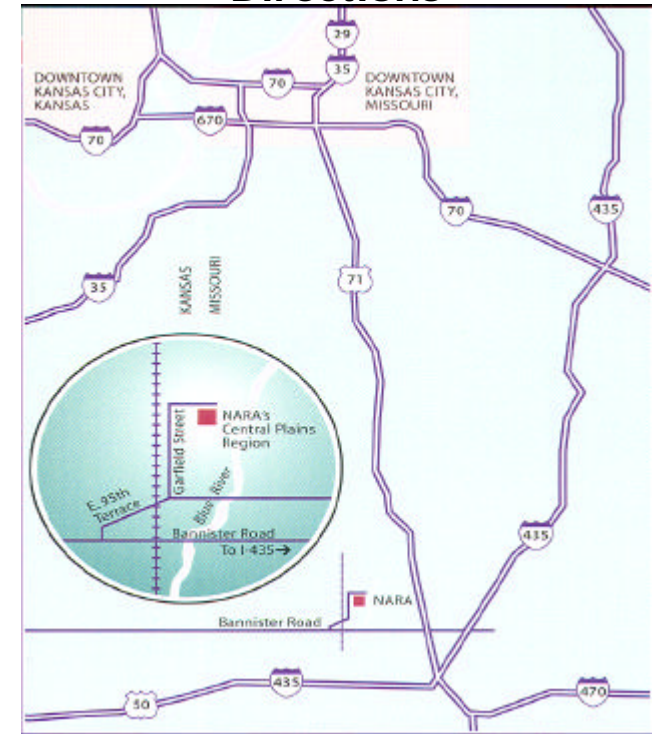 Directions
29
35
DOWNTOWN
KANSAS CITY,
KANSAS
70
DOWNTOWN
KANSAS CITY,
MISSOURI
670
70
70
435
35
KANSAS
MISSOURI
71
NARA's
Central Plains
Region
Garfield Street
Blue River
E. 95th
Terrace
Bannister Road
To I-435→
435
NARA
Bannister Road
435
470
50